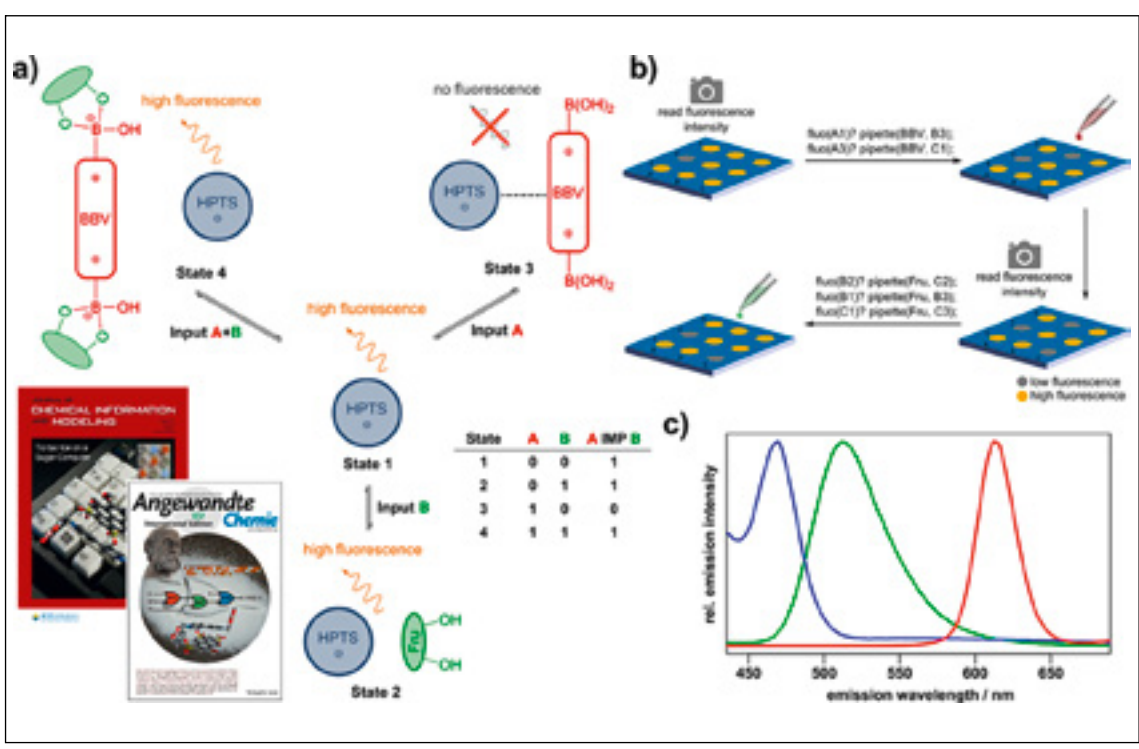 a)
high fluorescence
OH
B
BBV
HPTS
B
OH
State 4
Input A+B
no fluorescence
B(OH)₂
HPTS
BBV
B(OH)₂
State 3
Input A
high fluorescence
HPTS
State 1
Input B
high fluorescence
HPTS
Fru
OH
OH
State 2
State A B A IMP B
1 0 0 1
2 0 1 1
3 1 0 0
4 1 1 1
CHEMICAL INFORMATION
MODELING
Angewandte
Chemie
b)
read fluorescence
intensity
fluo(A1)? pipette(BBV, B3);
fluo(A3)? pipette(BBV, C1);
read fluorescence
intensity
fluo(B2)? pipette(Fru, C2);
fluo(B1)? pipette(Fru, B3);
fluo(C1)? pipette(Fru, C3);
low fluorescence
high fluorescence
c)
rel. emission intensity
450 500 550 600 650
emission wavelength / nm